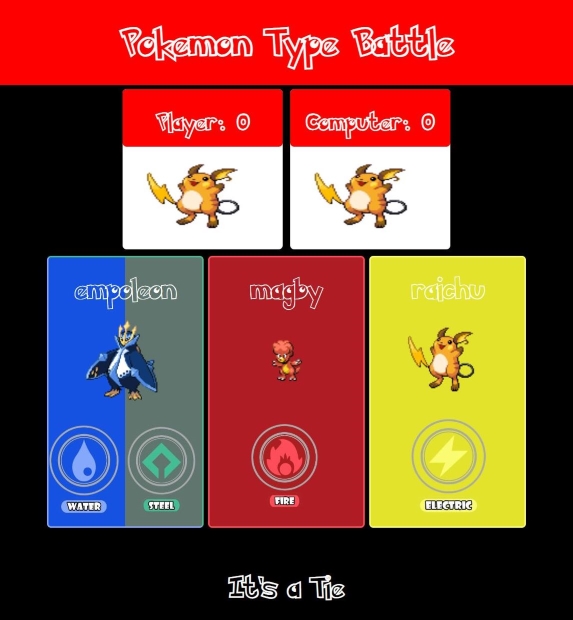 Pokemon Type Battle
Player: 0
Computer: 0
empoleon
magby
raichu
WATER
STEEL
FIRE
ELECTRIC
It's a Tie